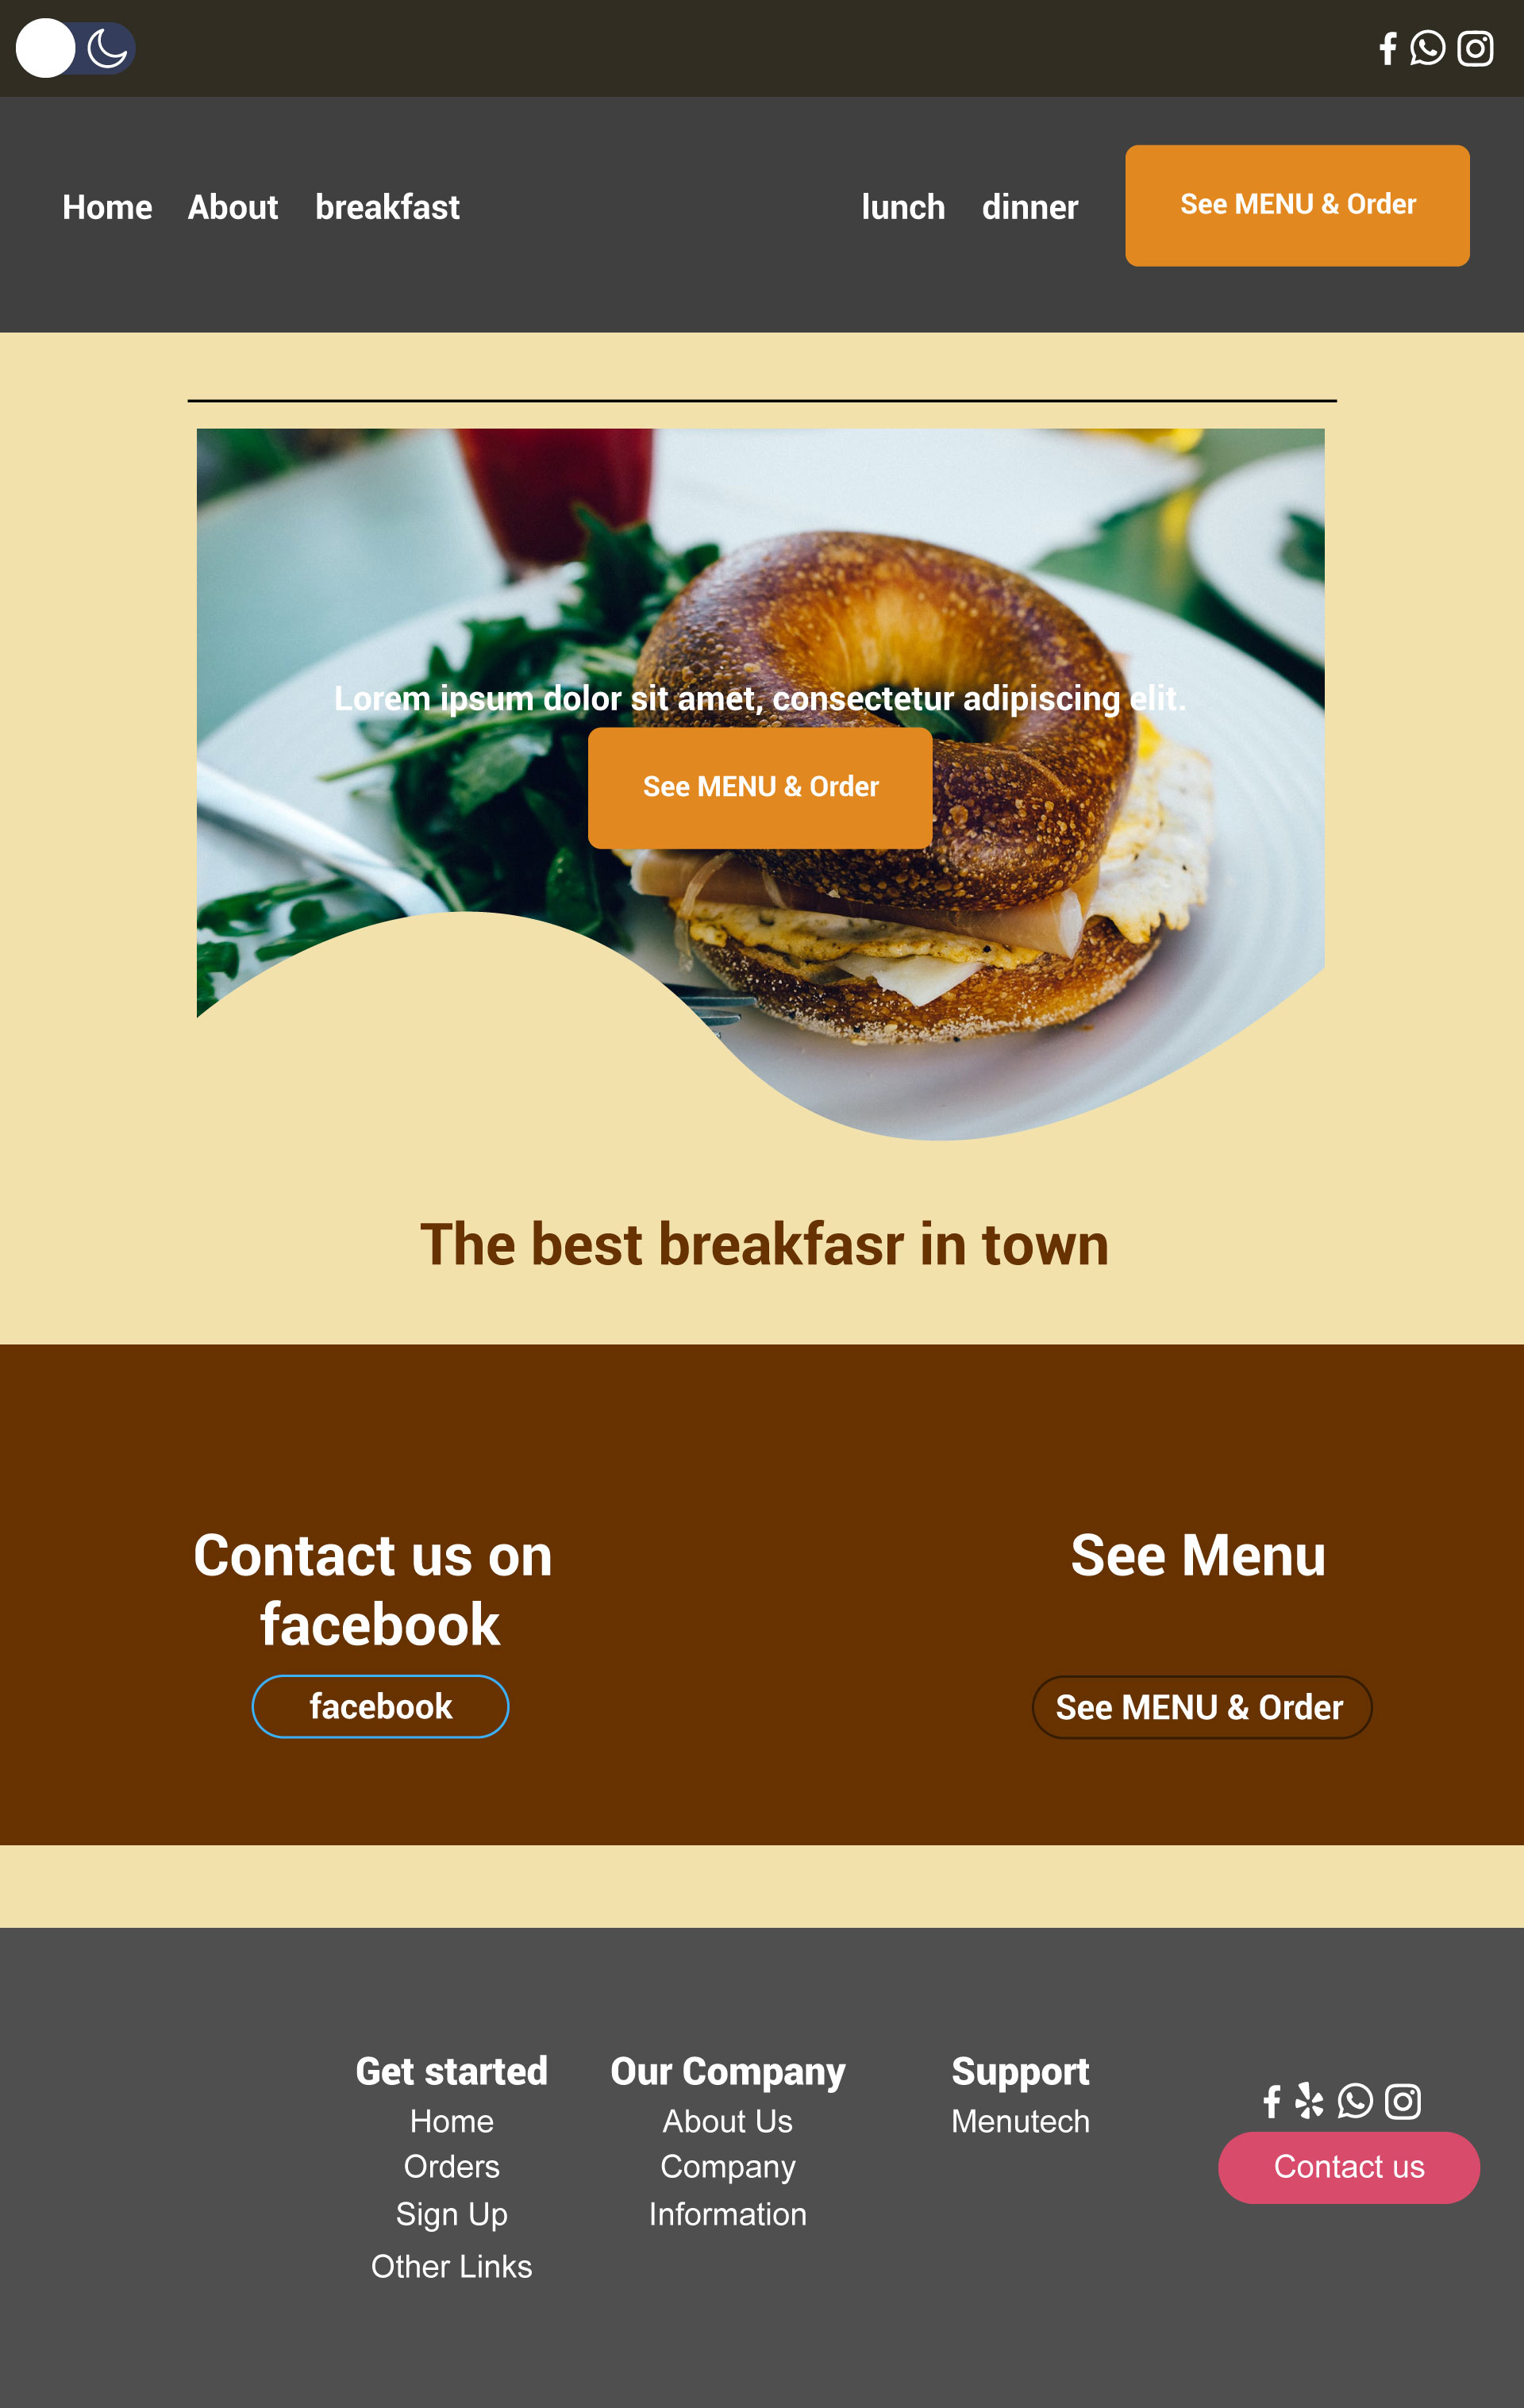 Home About breakfast lunch dinner See MENU & Order
Lorem ipsum dolor sit amet, consectetur adipiscing elit.
See MENU & Order
The best breakfasr in town
Contact us on
facebook
facebook
See Menu
See MENU & Order
Get started
Home
Orders
Sign Up
Other Links
Our Company
About Us
Company
Information
Support
Menutech
Contact us